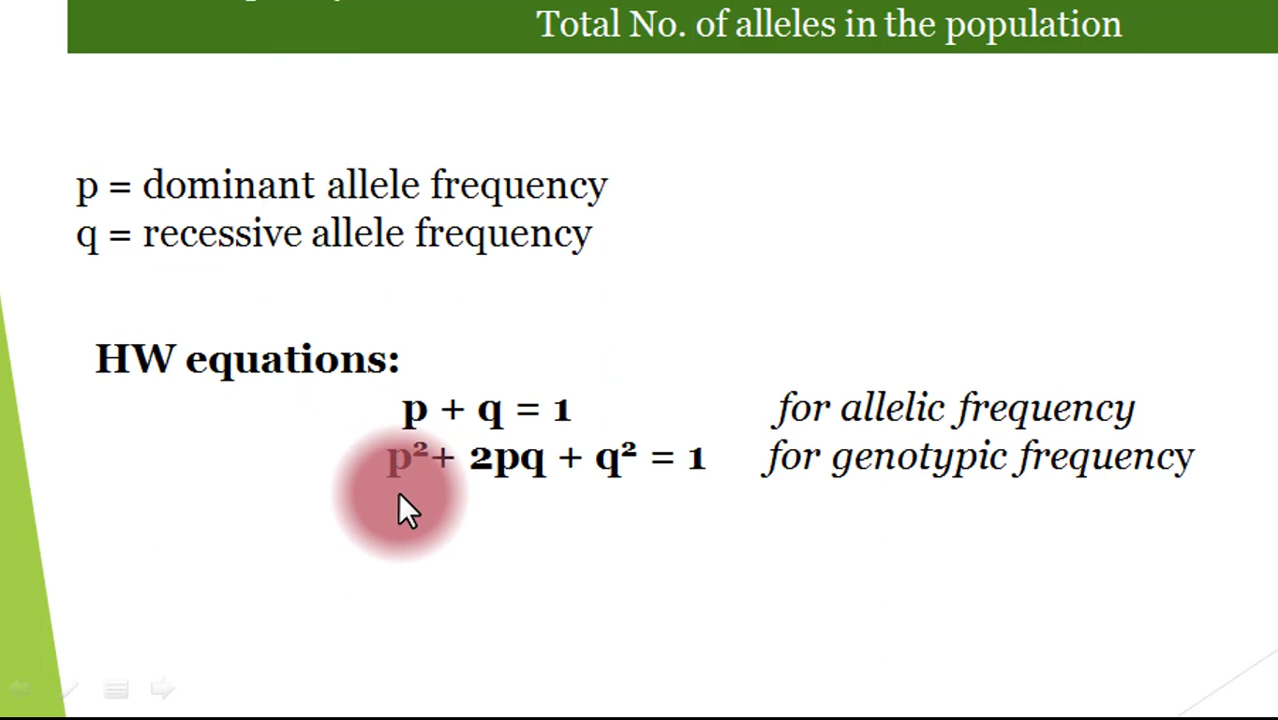 Total No. of alleles in the population
p = dominant allele frequency
q = recessive allele frequency
HW equations:
p + q = 1 for allelic frequency
p²+ 2pq + q² = 1 for genotypic frequency